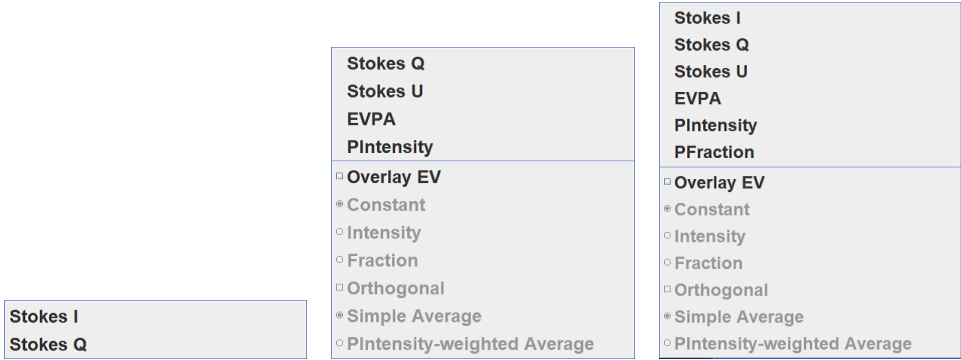 Stokes I
Stokes Q
Stokes Q
Stokes U
EVPA
PIntensity
Overlay EV
Constant
Intensity
Fraction
Orthogonal
Simple Average
PIntensity-weighted Average
Stokes I
Stokes Q
Stokes U
EVPA
PIntensity
PFraction
Overlay EV
Constant
Intensity
Fraction
Orthogonal
Simple Average
PIntensity-weighted Average